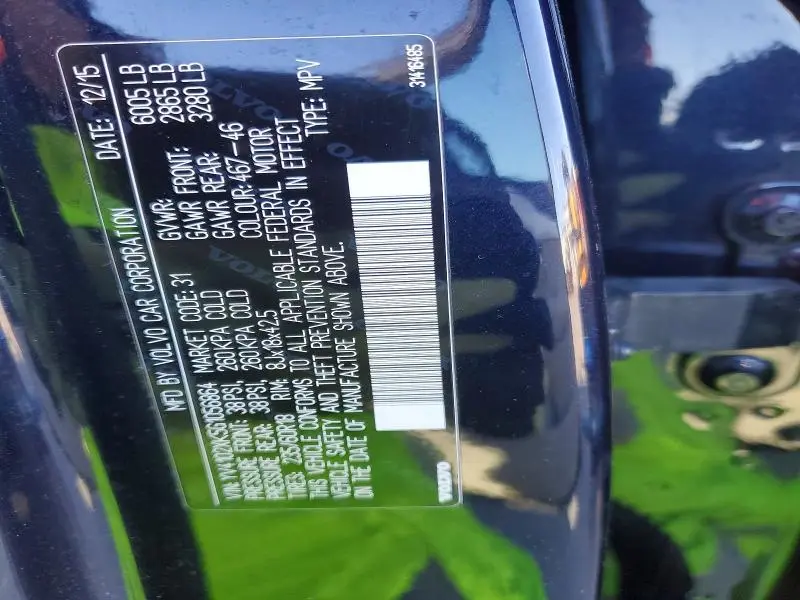 MFD BY VOLVO CAR CORPORATION DATE: 12/15
VIN: MARKET CODE: 31 GVWR: 6005 LB
PRESSURE FRONT: 38PSI, 260KPA COLD GAWR FRONT: 2865 LB
PRESSURE REAR: 38PSI, 260KPA COLD GAWR REAR: 3280 LB
TIRES: 235/60R18 RIM: 8Jx18x42.5 COLOUR: 467-46
THIS VEHICLE CONFORMS TO ALL APPLICABLE FEDERAL MOTOR
VEHICLE SAFETY AND THEFT PREVENTION STANDARDS IN EFFECT
ON THE DATE OF MANUFACTURE SHOWN ABOVE. TYPE: MPV
VOLVO 31416485